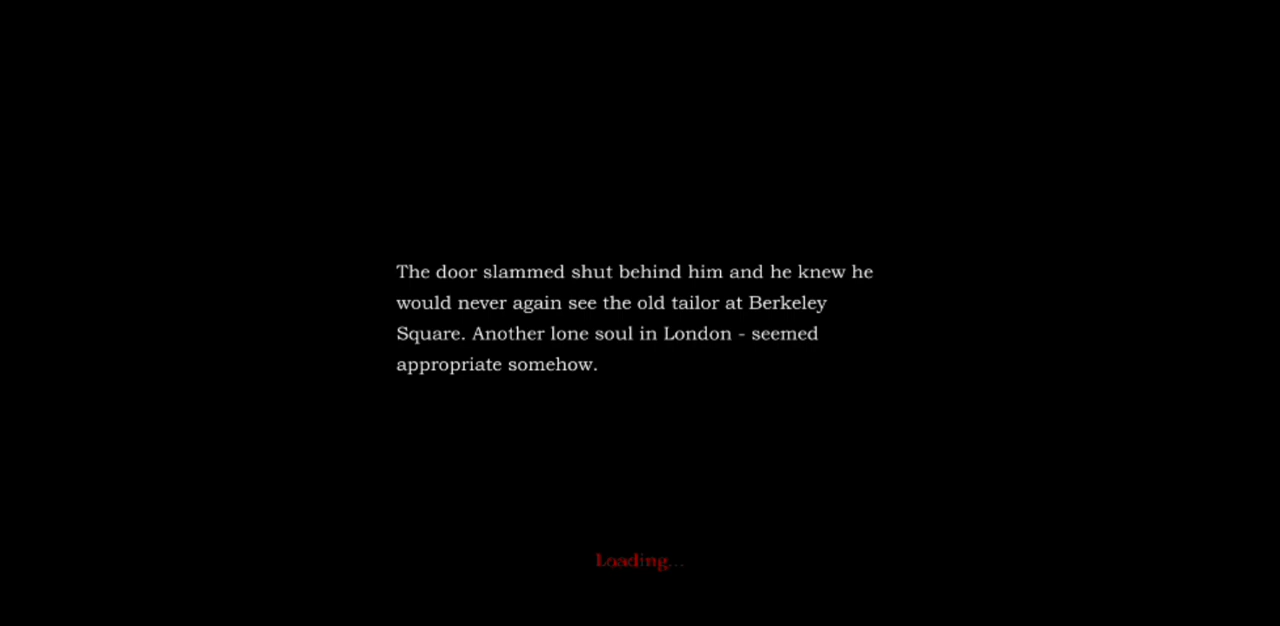 The door slammed shut behind him and he knew he
would never again see the old tailor at Berkeley
Square. Another lone soul in London - seemed
appropriate somehow.
Loading...